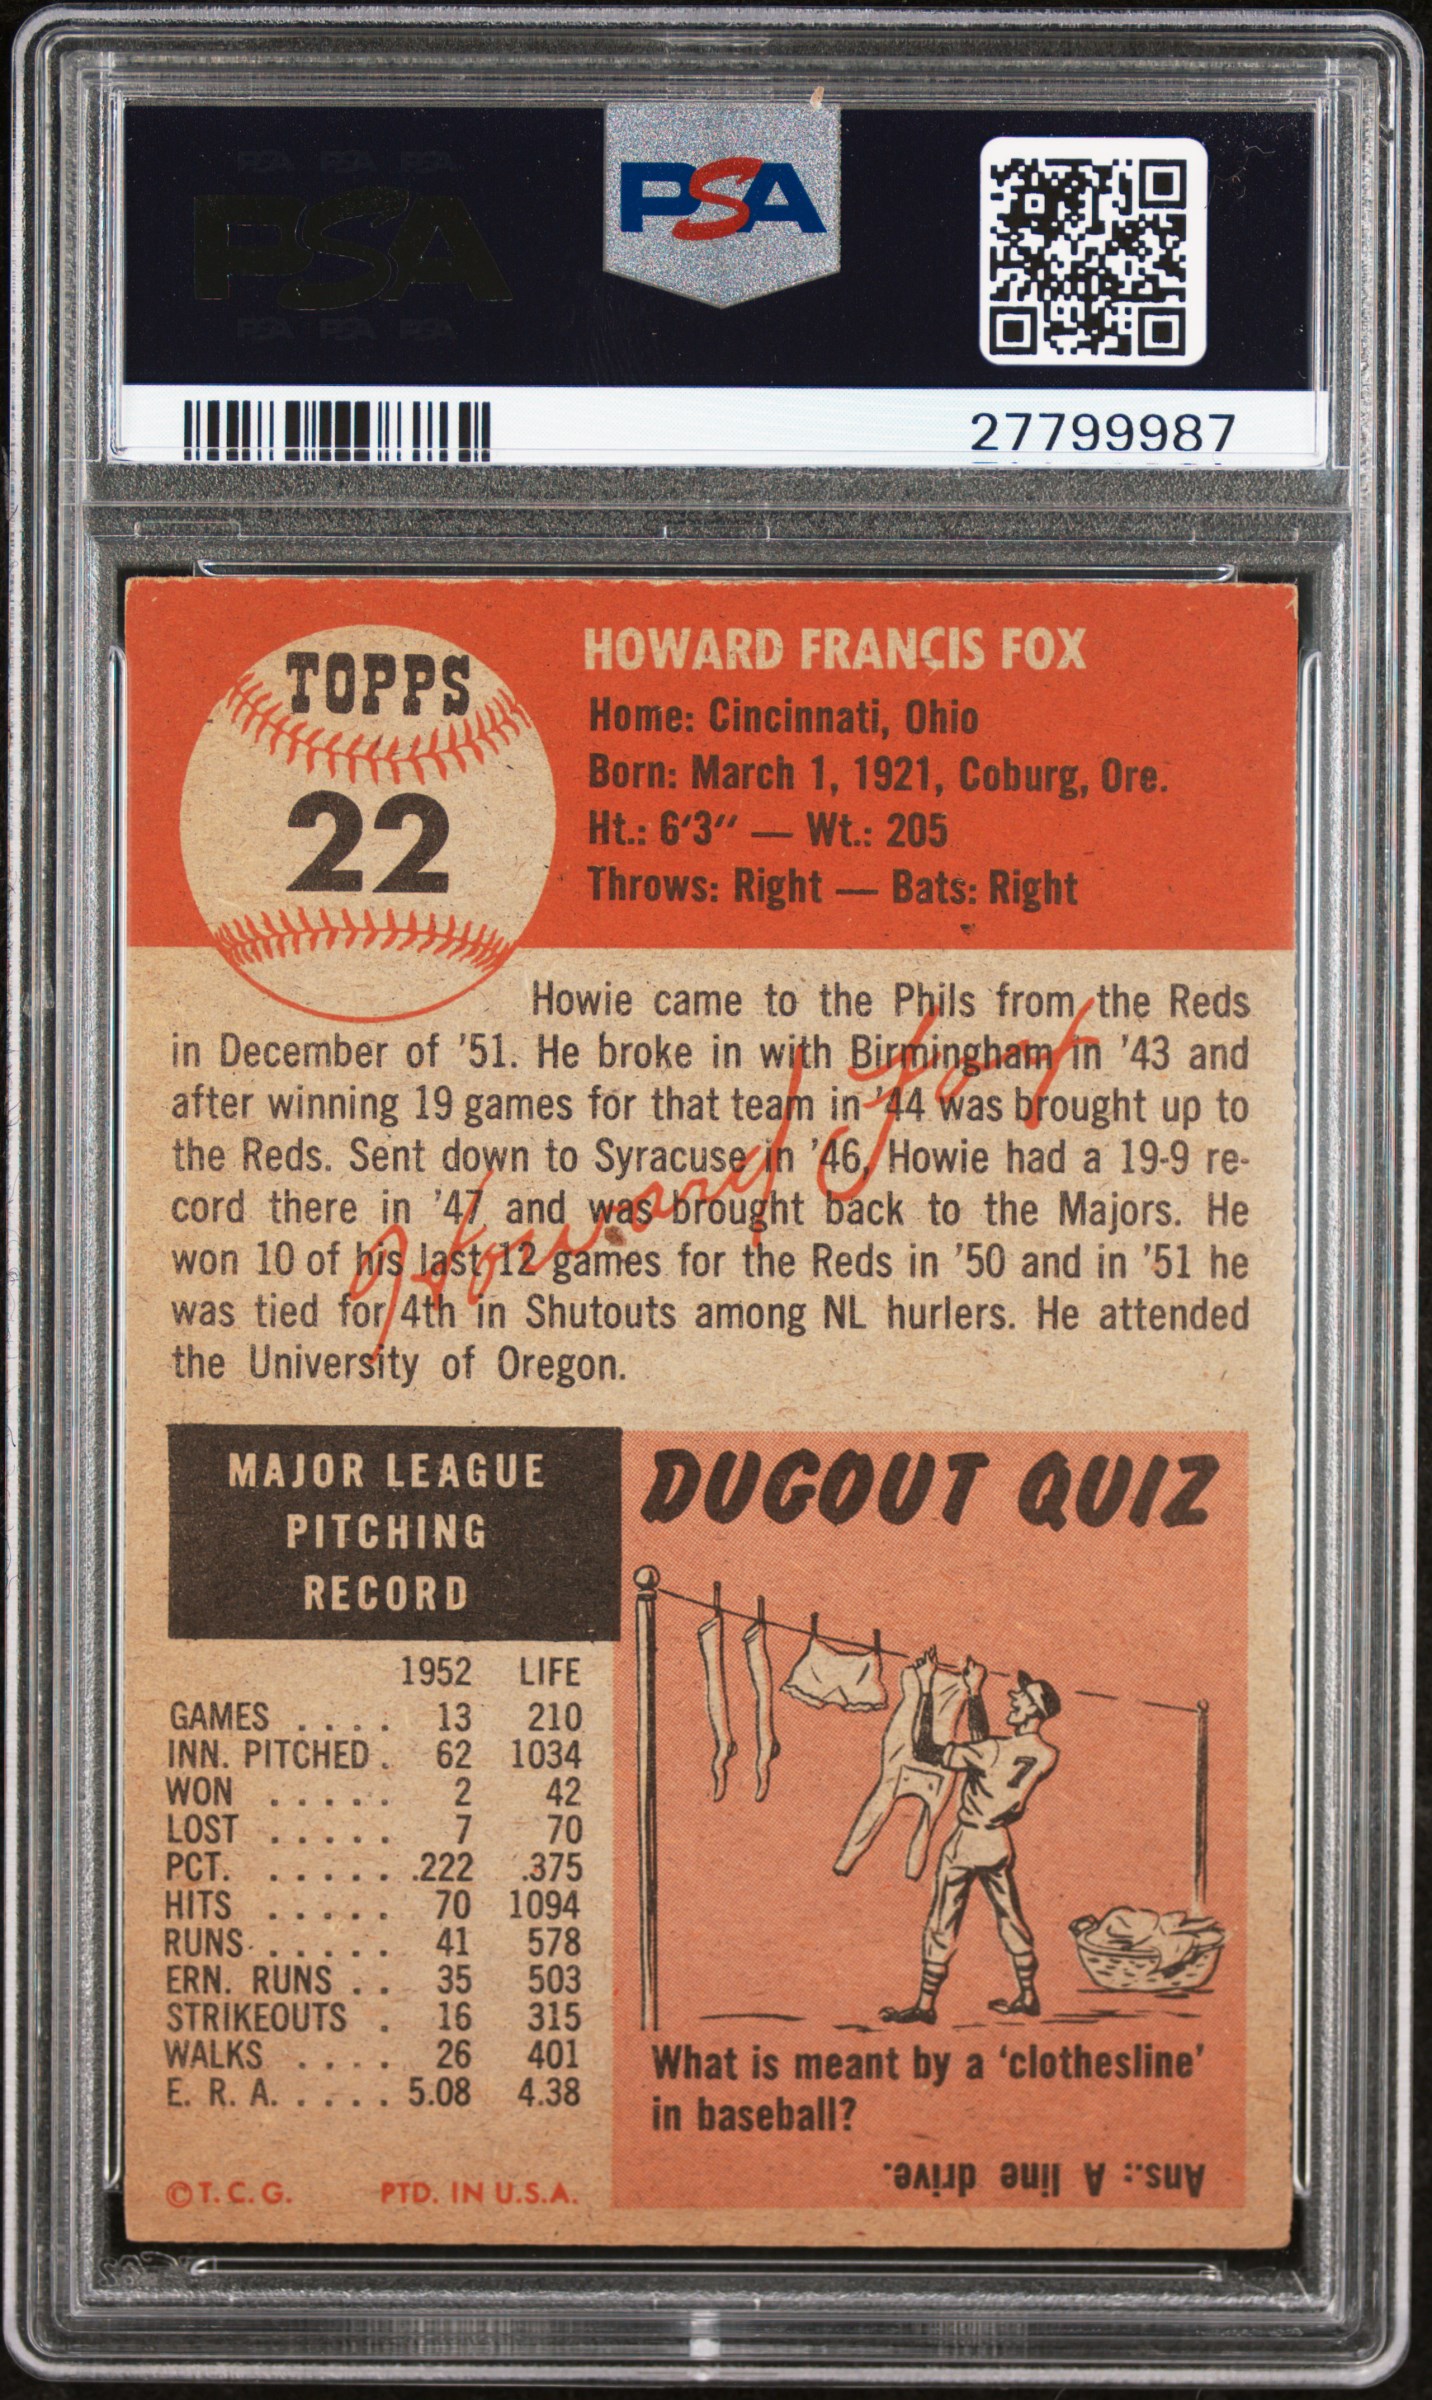 PSA PSA PSA
PSA
PSA PSA PSA
PSA
27799987
TOPPS
22
HOWARD FRANCIS FOX
Home: Cincinnati, Ohio
Born: March 1, 1921, Coburg, Ore.
Ht.: 6'3" — Wt.: 205
Throws: Right — Bats: Right
Howie came to the Phils from the Reds
in December of '51. He broke in with Birmingham in '43 and
after winning 19 games for that team in '44 was brought up to
the Reds. Sent down to Syracuse in '46, Howie had a 19-9 re-
cord there in '47 and was brought back to the Majors. He
won 10 of his last 12 games for the Reds in '50 and in '51 he
was tied for 4th in Shutouts among NL hurlers. He attended
the University of Oregon.
Howard Fox
MAJOR LEAGUE
PITCHING
RECORD
1952 LIFE
GAMES . . . . 13 210
INN. PITCHED . 62 1034
WON . . . . . 2 42
LOST . . . . . 7 70
PCT. . . . . . .222 .375
HITS . . . . . 70 1094
RUNS . . . . . 41 578
ERN. RUNS . . 35 503
STRIKEOUTS . 16 315
WALKS . . . . 26 401
E. R. A. . . . . 5.08 4.38
© T. C. G. PTD. IN U.S.A.
DUGOUT QUIZ
7
What is meant by a 'clothesline'
in baseball?
Ans.: A line drive.